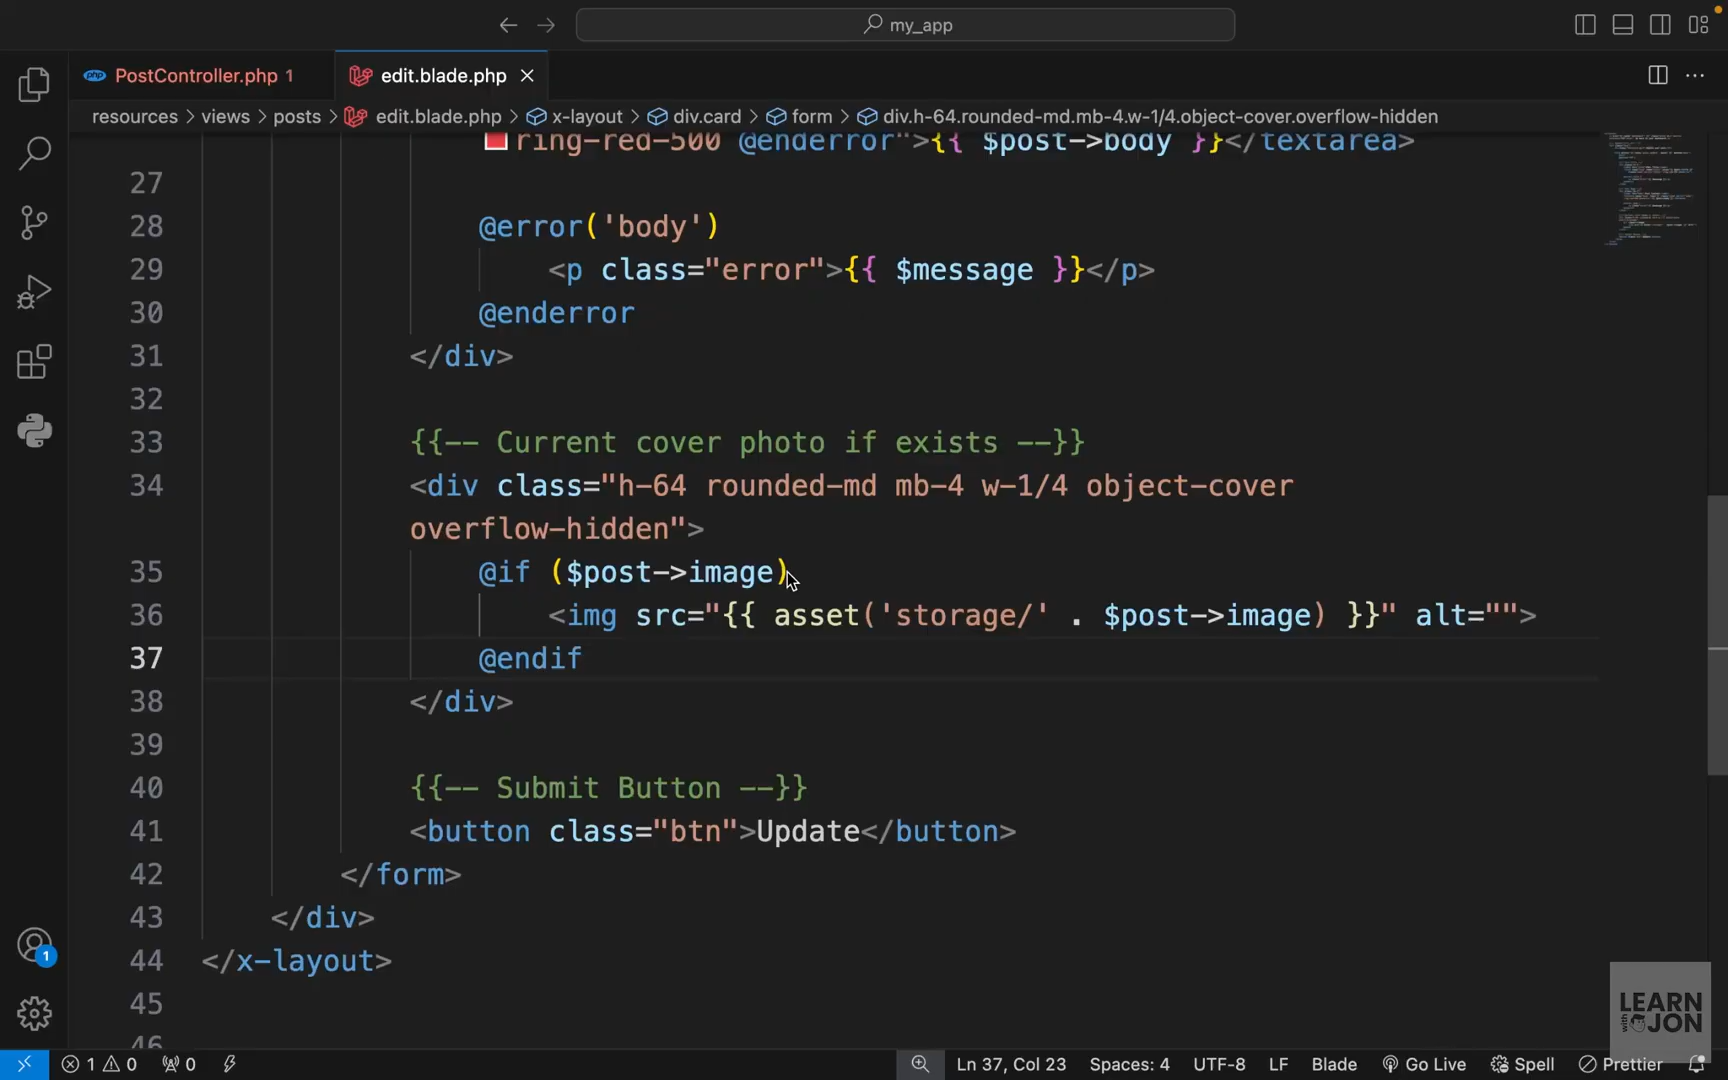 my_app
PostController.php 1
edit.blade.php
resources > views > posts > edit.blade.php > x-layout > div.card > form > div.h-64.rounded-md.mb-4.w-1/4.object-cover.overflow-hidden
ring-red-500 @enderror">{{ $post->body }}</textarea>
27
28 @error('body')
29 <p class="error">{{ $message }}</p>
30 @enderror
31 </div>
32
33 {{-- Current cover photo if exists --}}
34 <div class="h-64 rounded-md mb-4 w-1/4 object-cover
overflow-hidden">
35 @if ($post->image)
36 <img src="{{ asset('storage/' . $post->image) }}" alt="">
37 @endif
38 </div>
39
40 {{-- Submit Button --}}
41 <button class="btn">Update</button>
42 </form>
43 </div>
44 </x-layout>
45
46
1
LEARN
with JON
1 0 0 Ln 37, Col 23 Spaces: 4 UTF-8 LF Blade Go Live Spell Prettier